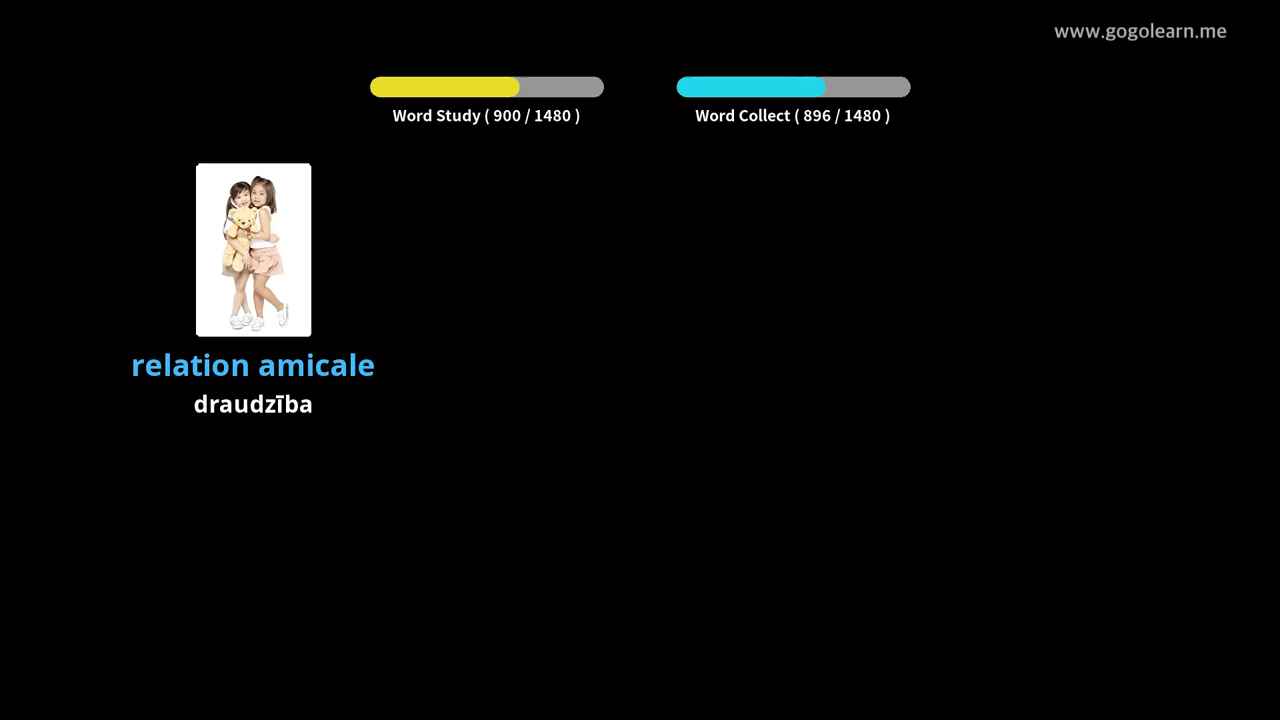 www.gogolearn.me
Word Study ( 900 / 1480 )
Word Collect ( 896 / 1480 )
relation amicale
draudzība